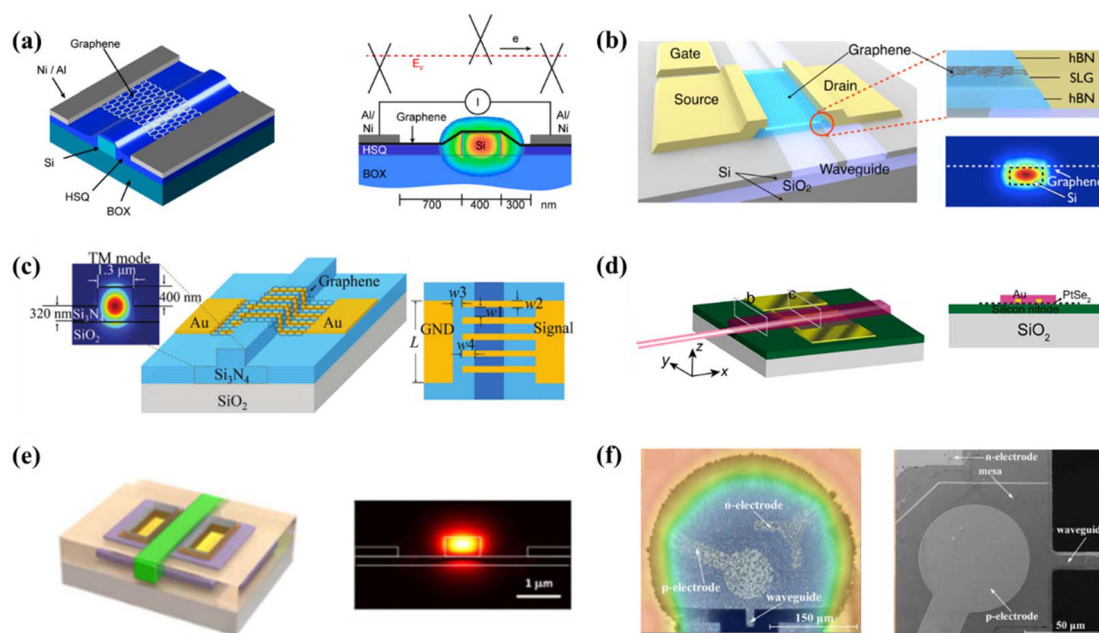 (a)
Graphene
Ni / Al
Si
HSQ
BOX
e
E_F
I
Al/
Ni
Graphene
Al/
Ni
HSQ
Si
BOX
700 400 300 nm
(b)
Gate
Graphene
Source
Drain
Si
SiO2
Waveguide
hBN
SLG
hBN
Graphene
Si
(c)
TM mode
1.3 μm
400 nm
320 nm
Si3N4
SiO2
Graphene
Au
Au
Si3N4
SiO2
w3
w2
w1
GND
Signal
L
w4
(d)
b
c
z
y
x
Au
PtSe2
Silicon nitride
SiO2
(e)
1 μm
(f)
n-electrode
p-electrode
waveguide
150 μm
n-electrode
mesa
waveguide
p-electrode
50 μm